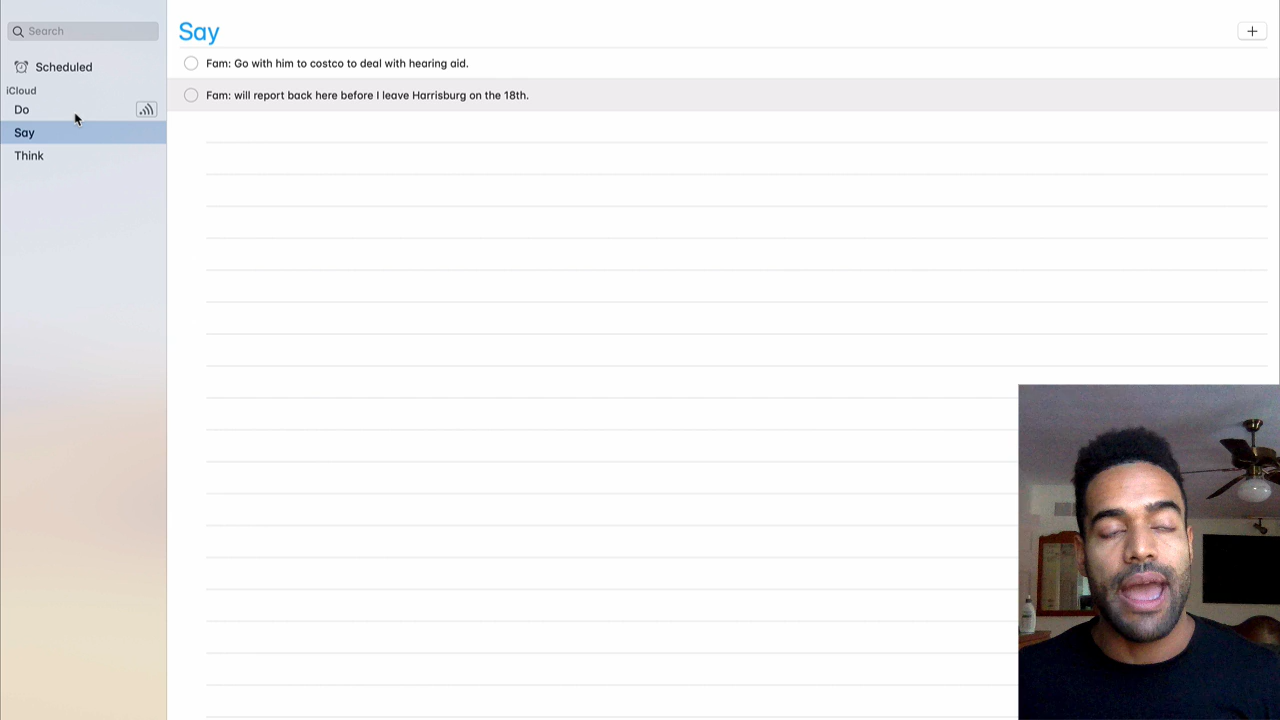 Search
Scheduled
iCloud
Do
Say
Think
Say
Fam: Go with him to costco to deal with hearing aid.
Fam: will report back here before I leave Harrisburg on the 18th.